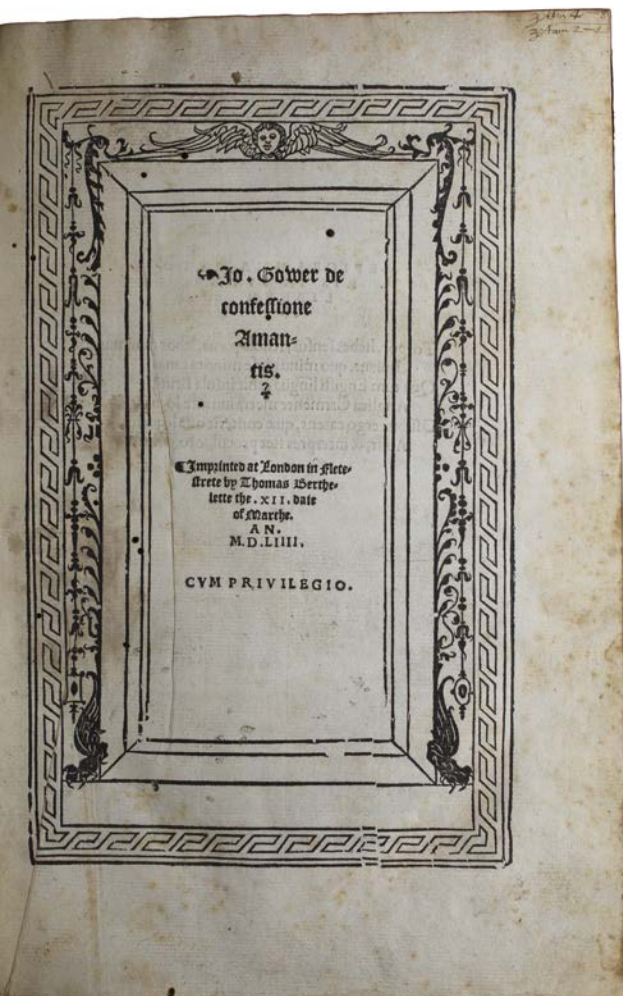 Jo. Gower de
confessione
Aman-
tis.
Imprinted at London in Flete-
strete by Thomas Berthe-
lette the .XII. daie
of Marche.
AN.
M.D.LIIII.
CVM PRIVILEGIO.